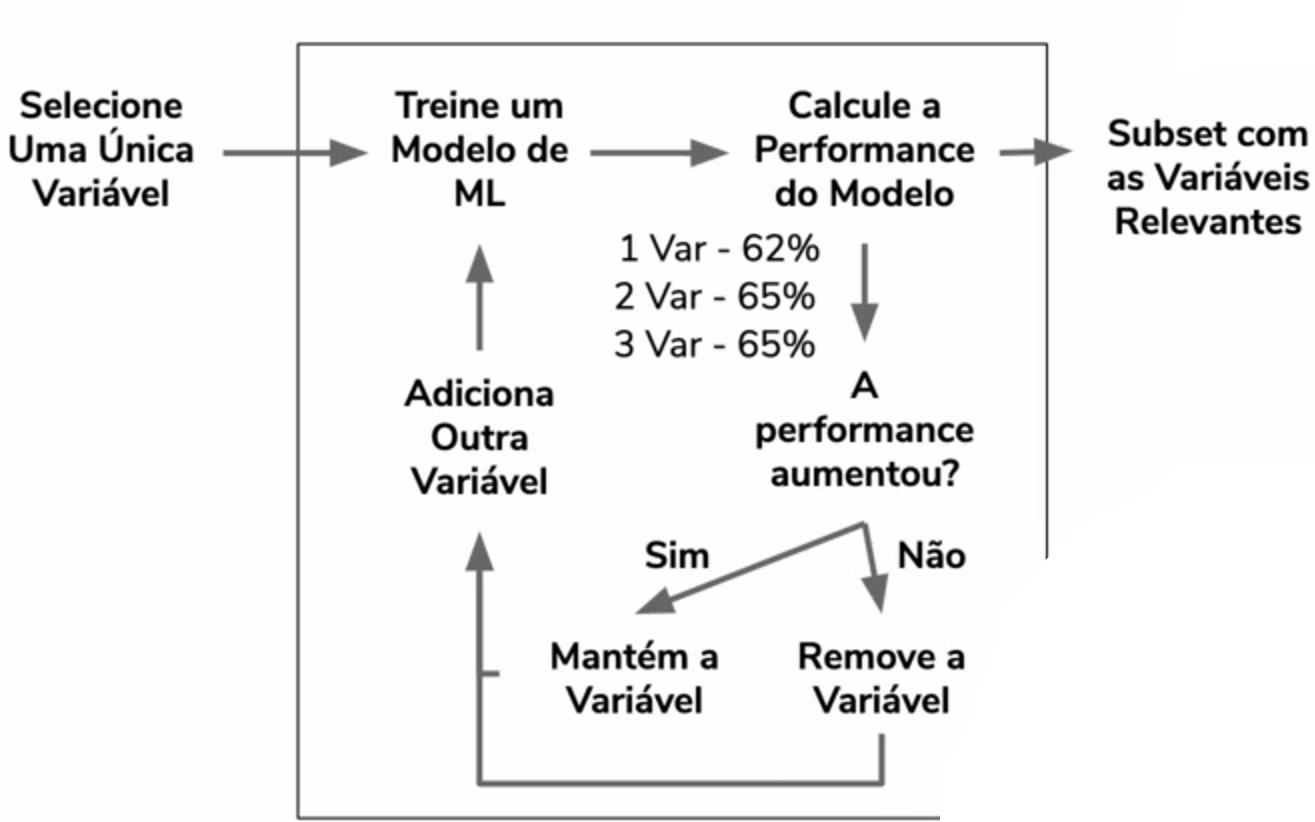 Selecione
Uma Única
Variável
Treine um
Modelo de
ML
Calcule a
Performance
do Modelo
Subset com
as Variáveis
Relevantes
1 Var - 62%
2 Var - 65%
3 Var - 65%
Adiciona
Outra
Variável
A
performance
aumentou?
Sim
Não
Mantém a
Variável
Remove a
Variável